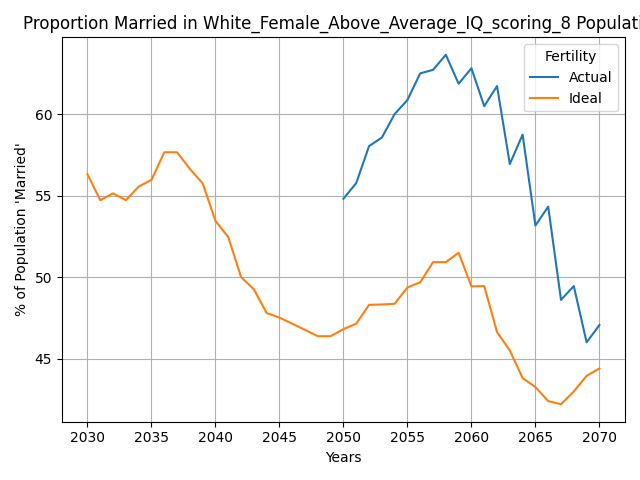 Proportion Married in White_Female_Above_Average_IQ_scoring_8 Populati
Fertility
Actual
Ideal
% of Population 'Married'
60
55
50
45
2030 2035 2040 2045 2050 2055 2060 2065 2070
Years